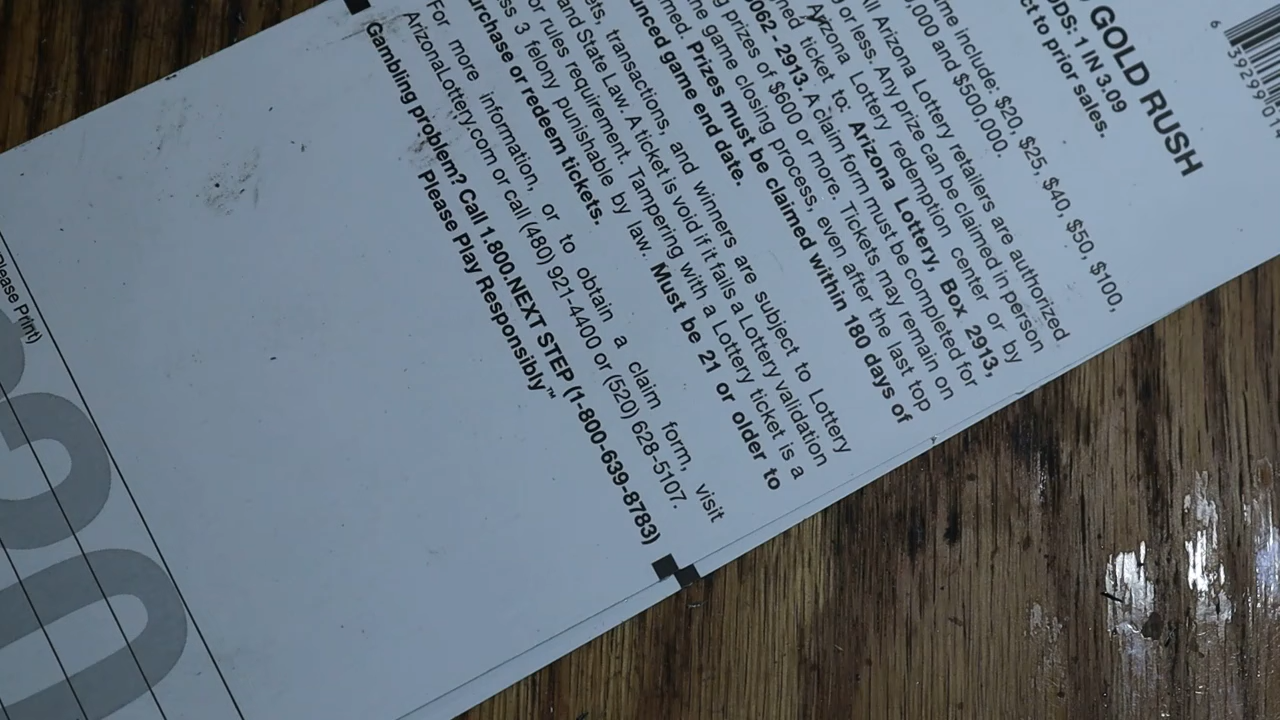 GOLD RUSH
DDS: 1 IN 3.09
ct to prior sales.
me include: $20, $25, $40, $50, $100,
,000 and $500,000.
All Arizona Lottery retailers are authorized
or less. Any prize can be claimed in person
Arizona Lottery redemption center or by
ned ticket to: Arizona Lottery, Box 2913,
062 - 2913. A claim form must be completed for
g prizes of $600 or more. Tickets may remain on
e game closing process, even after the last top
med. Prizes must be claimed within 180 days of
unced game end date.
ets, transactions, and winners are subject to Lottery
and State Law. A ticket is void if it fails a Lottery validation
or rules requirement. Tampering with a Lottery ticket is a
ss 3 felony punishable by law. Must be 21 or older to
urchase or redeem tickets.
For more information, or to obtain a claim form, visit
ArizonaLottery.com or call (480) 921-4400 or (520) 628-5107.
Gambling problem? Call 1.800.NEXT STEP (1-800-639-8783)
Please Play Responsibly™
Please Print)